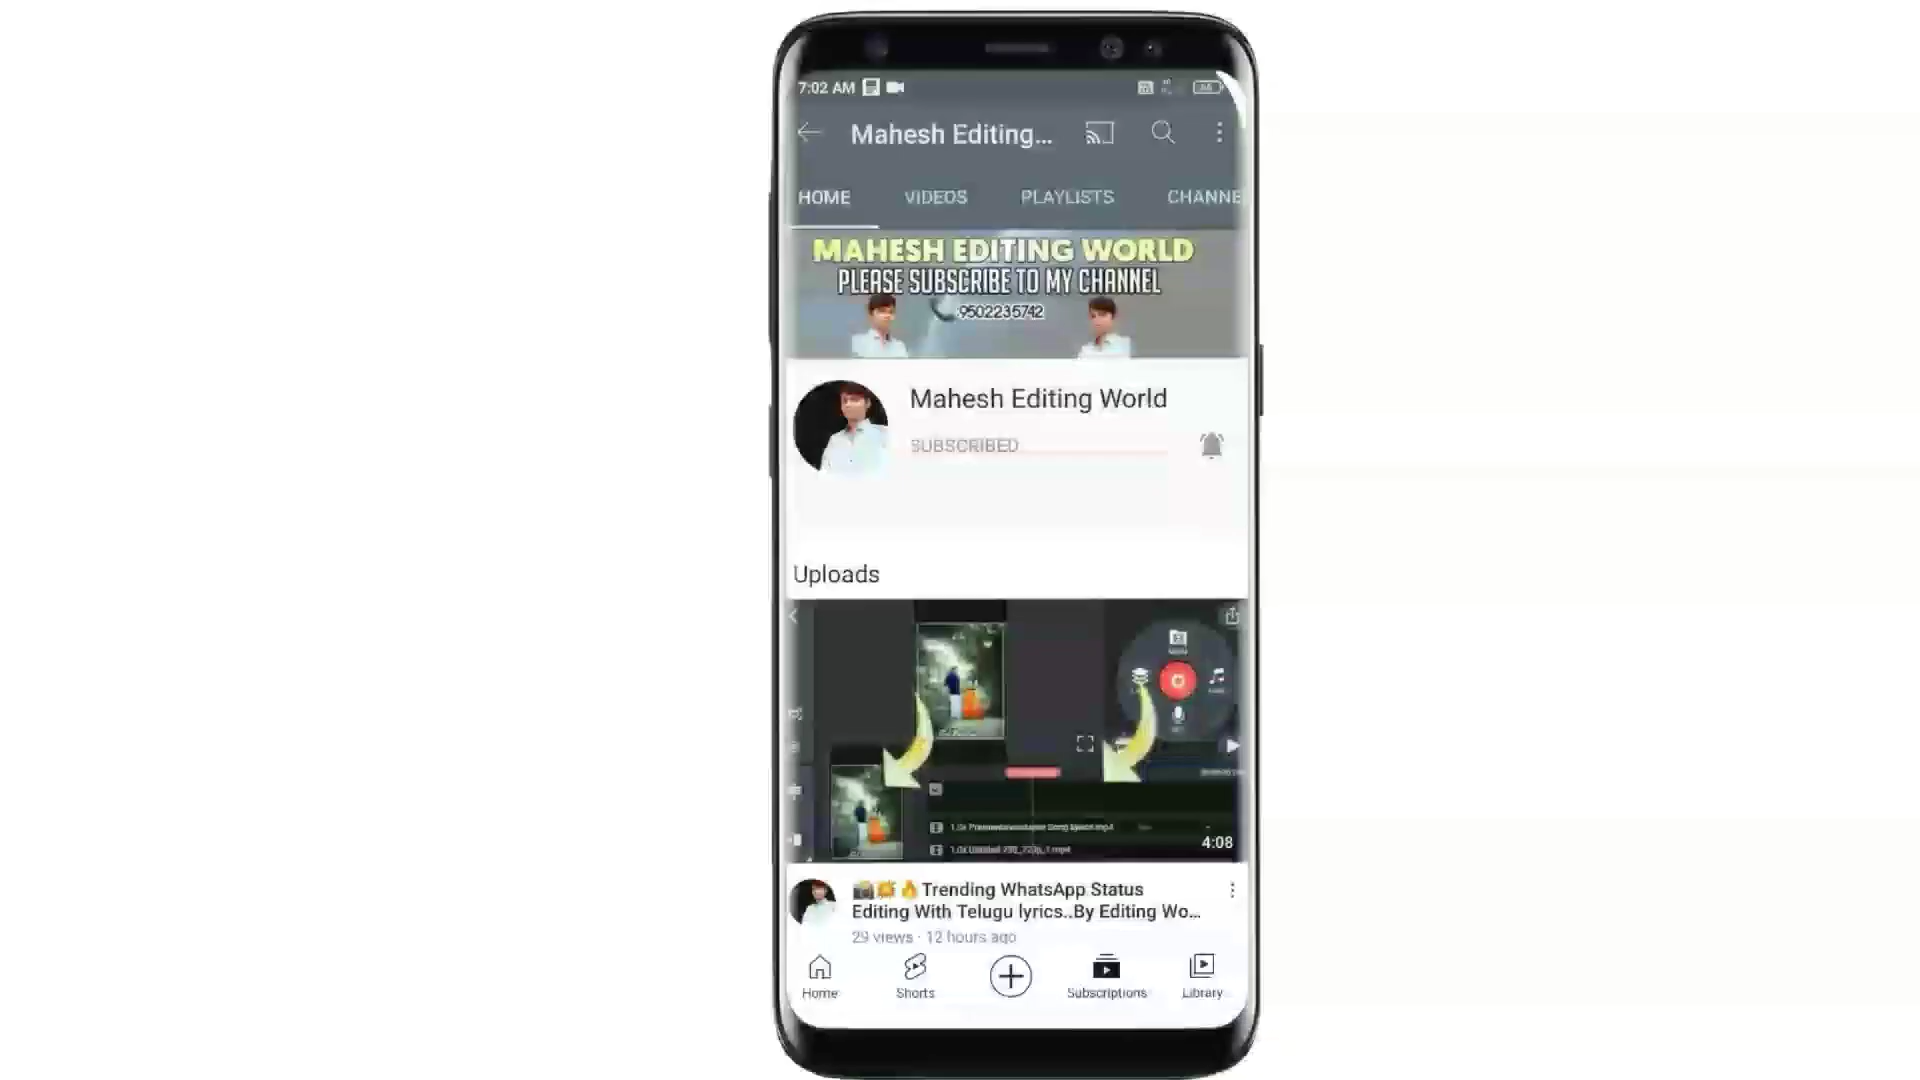 7:02 AM
Mahesh Editing...
HOME VIDEOS PLAYLISTS CHANNE
MAHESH EDITING WORLD
PLEASE SUBSCRIBE TO MY CHANNEL
9502235742
Mahesh Editing World
SUBSCRIBED
Uploads
4:08
Trending WhatsApp Status
Editing With Telugu lyrics..By Editing Wo...
29 views · 12 hours ago
Home Shorts Subscriptions Library